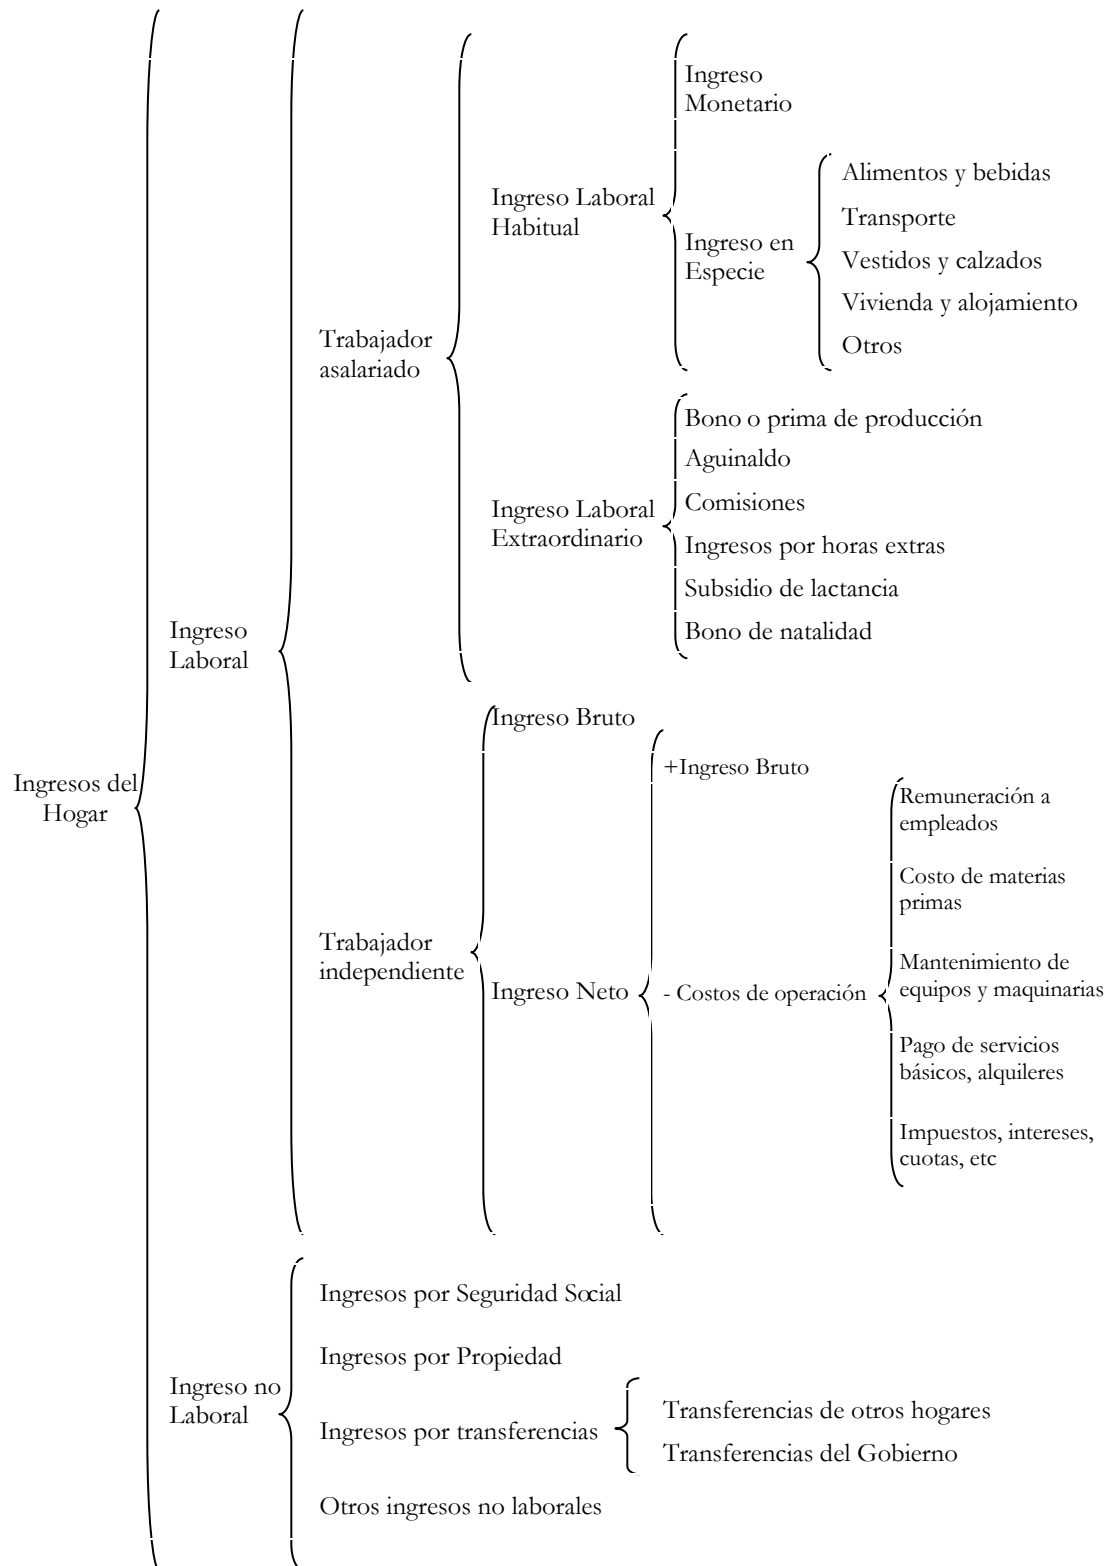 Ingresos del
Hogar
Ingreso
Laboral
Trabajador
asalariado
Ingreso Laboral
Habitual
Ingreso
Monetario
Ingreso en
Especie
Alimentos y bebidas
Transporte
Vestidos y calzados
Vivienda y alojamiento
Otros
Ingreso Laboral
Extraordinario
Bono o prima de producción
Aguinaldo
Comisiones
Ingresos por horas extras
Subsidio de lactancia
Bono de natalidad
Trabajador
independiente
Ingreso Bruto
Ingreso Neto
+Ingreso Bruto
- Costos de operación
Remuneración a
empleados
Costo de materias
primas
Mantenimiento de
equipos y maquinarias
Pago de servicios
básicos, alquileres
Impuestos, intereses,
cuotas, etc
Ingreso no
Laboral
Ingresos por Seguridad Social
Ingresos por Propiedad
Ingresos por transferencias
Transferencias de otros hogares
Transferencias del Gobierno
Otros ingresos no laborales